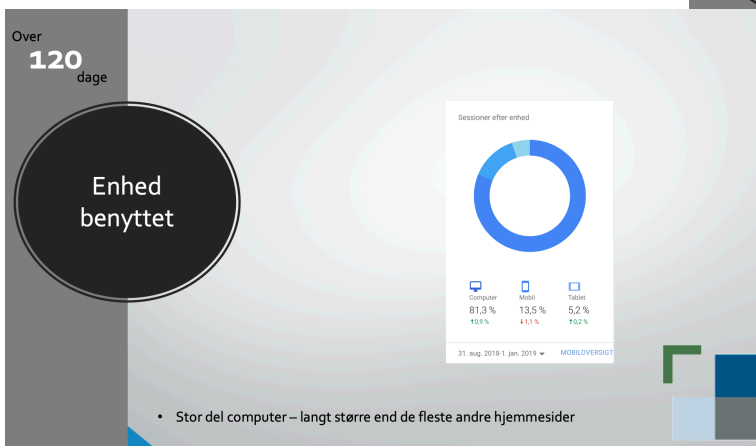 Over
120
dage
Enhed
benyttet
Sessioner efter enhed
Computer Mobil Tablet
81,3 % 13,5 % 5,2 %
↑0,9 % ↓1,1 % ↑0,2 %
31. aug. 2018-1. jan. 2019 MOBILOVERSIGT
• Stor del computer – langt større end de fleste andre hjemmesider